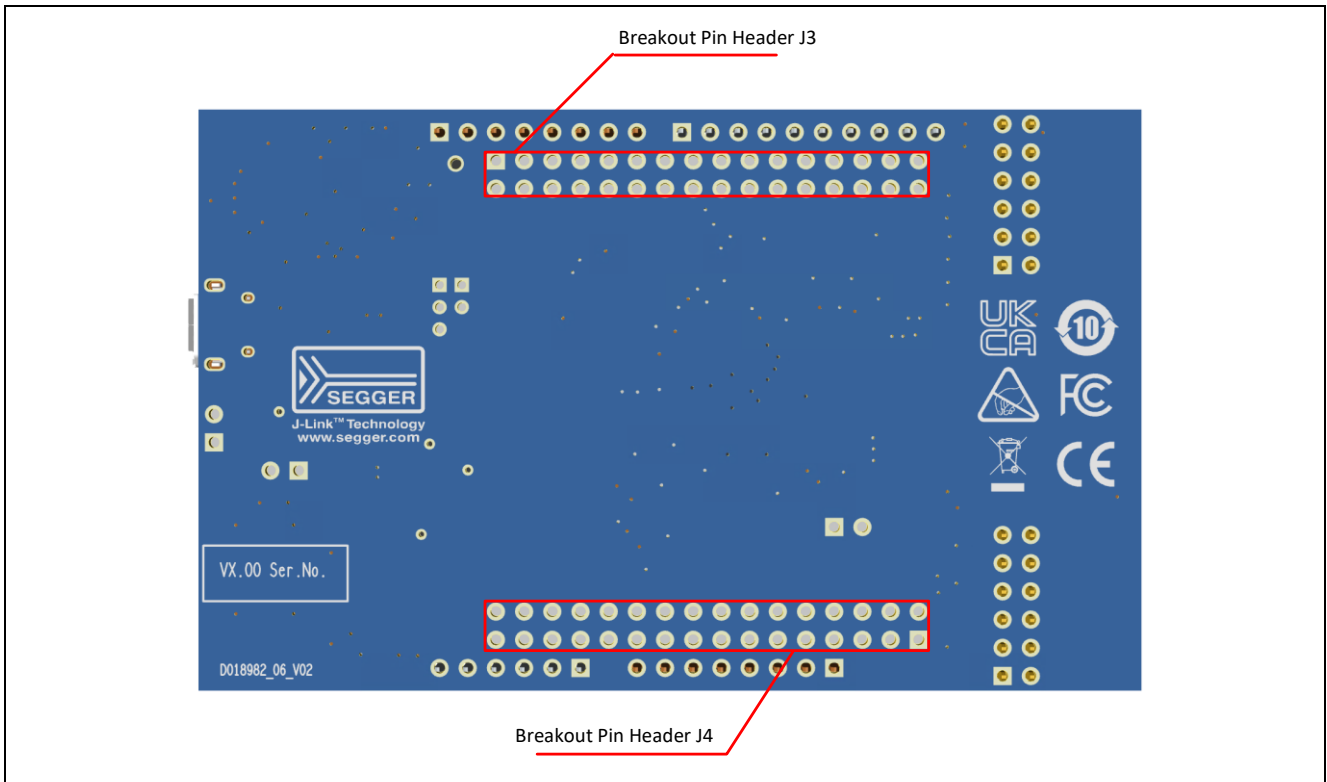 Breakout Pin Header J3
UK
CA
10
FC
SEGGER
J-Link™ Technology
www.segger.com
CE
VX.00 Ser.No.
D018982_06_V02
Breakout Pin Header J4